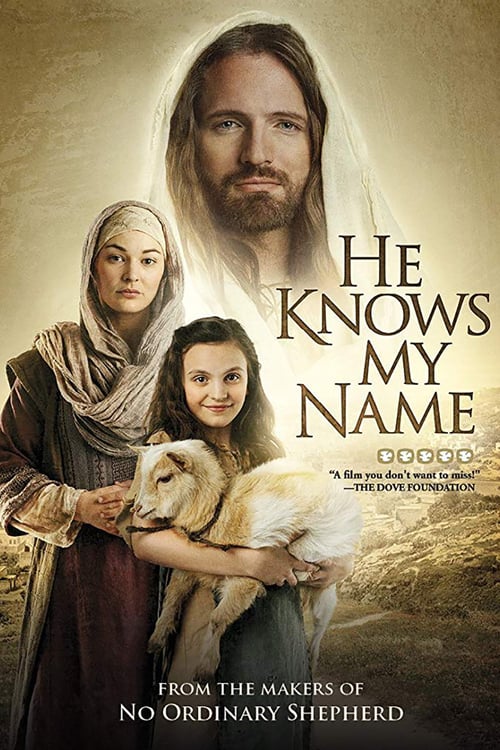 HE
KNOWS
MY
NAME
“A film you don’t want to miss!”
—THE DOVE FOUNDATION
FROM THE MAKERS OF
NO ORDINARY SHEPHERD